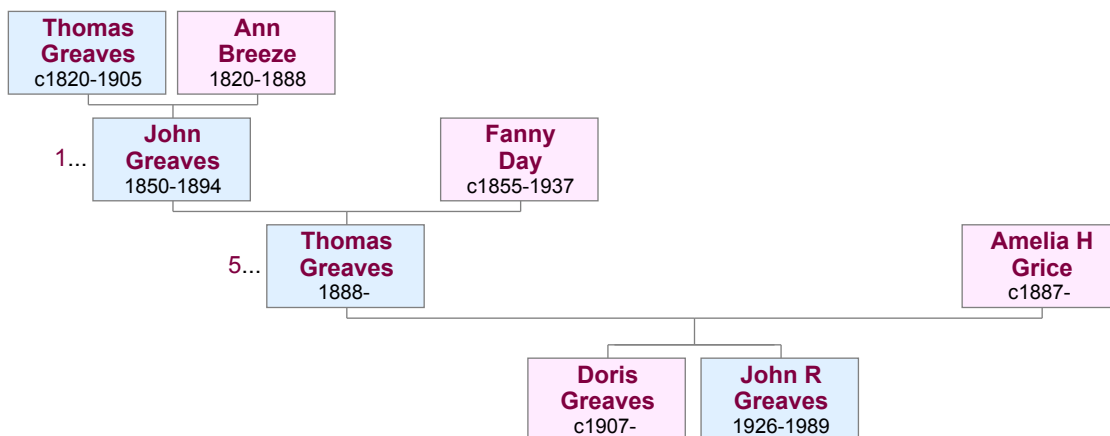 Thomas
Greaves
c1820-1905
Ann
Breeze
1820-1888
1...
John
Greaves
1850-1894
Fanny
Day
c1855-1937
5...
Thomas
Greaves
1888-
Amelia H
Grice
c1887-
Doris
Greaves
c1907-
John R
Greaves
1926-1989